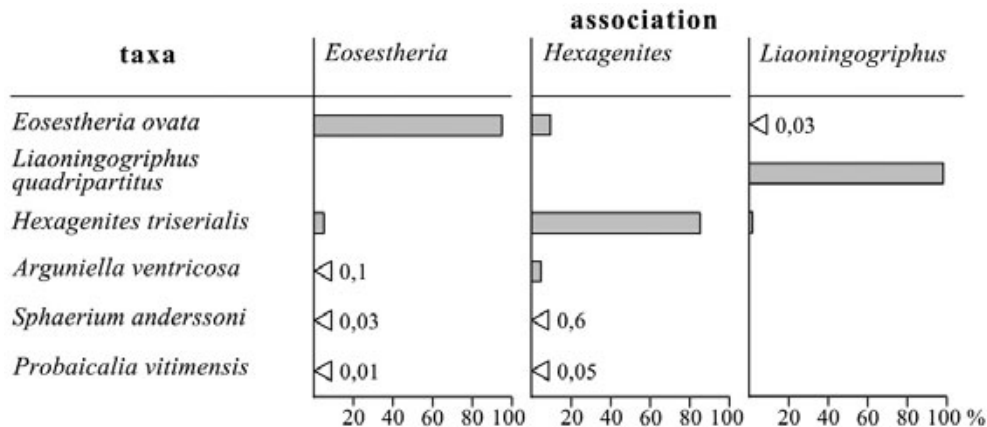 association
taxa Eosestheria Hexagenites Liaoningogriphus
Eosestheria ovata 0,03
Liaoningogriphus
quadripartitus
Hexagenites triserialis
Arguniella ventricosa 0,1
Sphaerium anderssoni 0,03 0,6
Probaicalia vitimensis 0,01 0,05
20 40 60 80 100 20 40 60 80 100 20 40 60 80 100 %